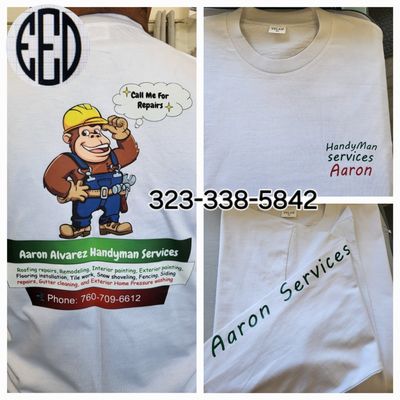 EED
Call Me For
Repairs
Aaron Alvarez Handyman Services
Roofing repairs, Remodeling, Interior painting, Exterior painting,
Flooring installation, Tile work, Snow shoveling, Fencing, Siding
repairs, Gutter cleaning, and Exterior Home Pressure washing
Phone: 760-709-6612
HandyMan
services
Aaron
323-338-5842
Aaron Services